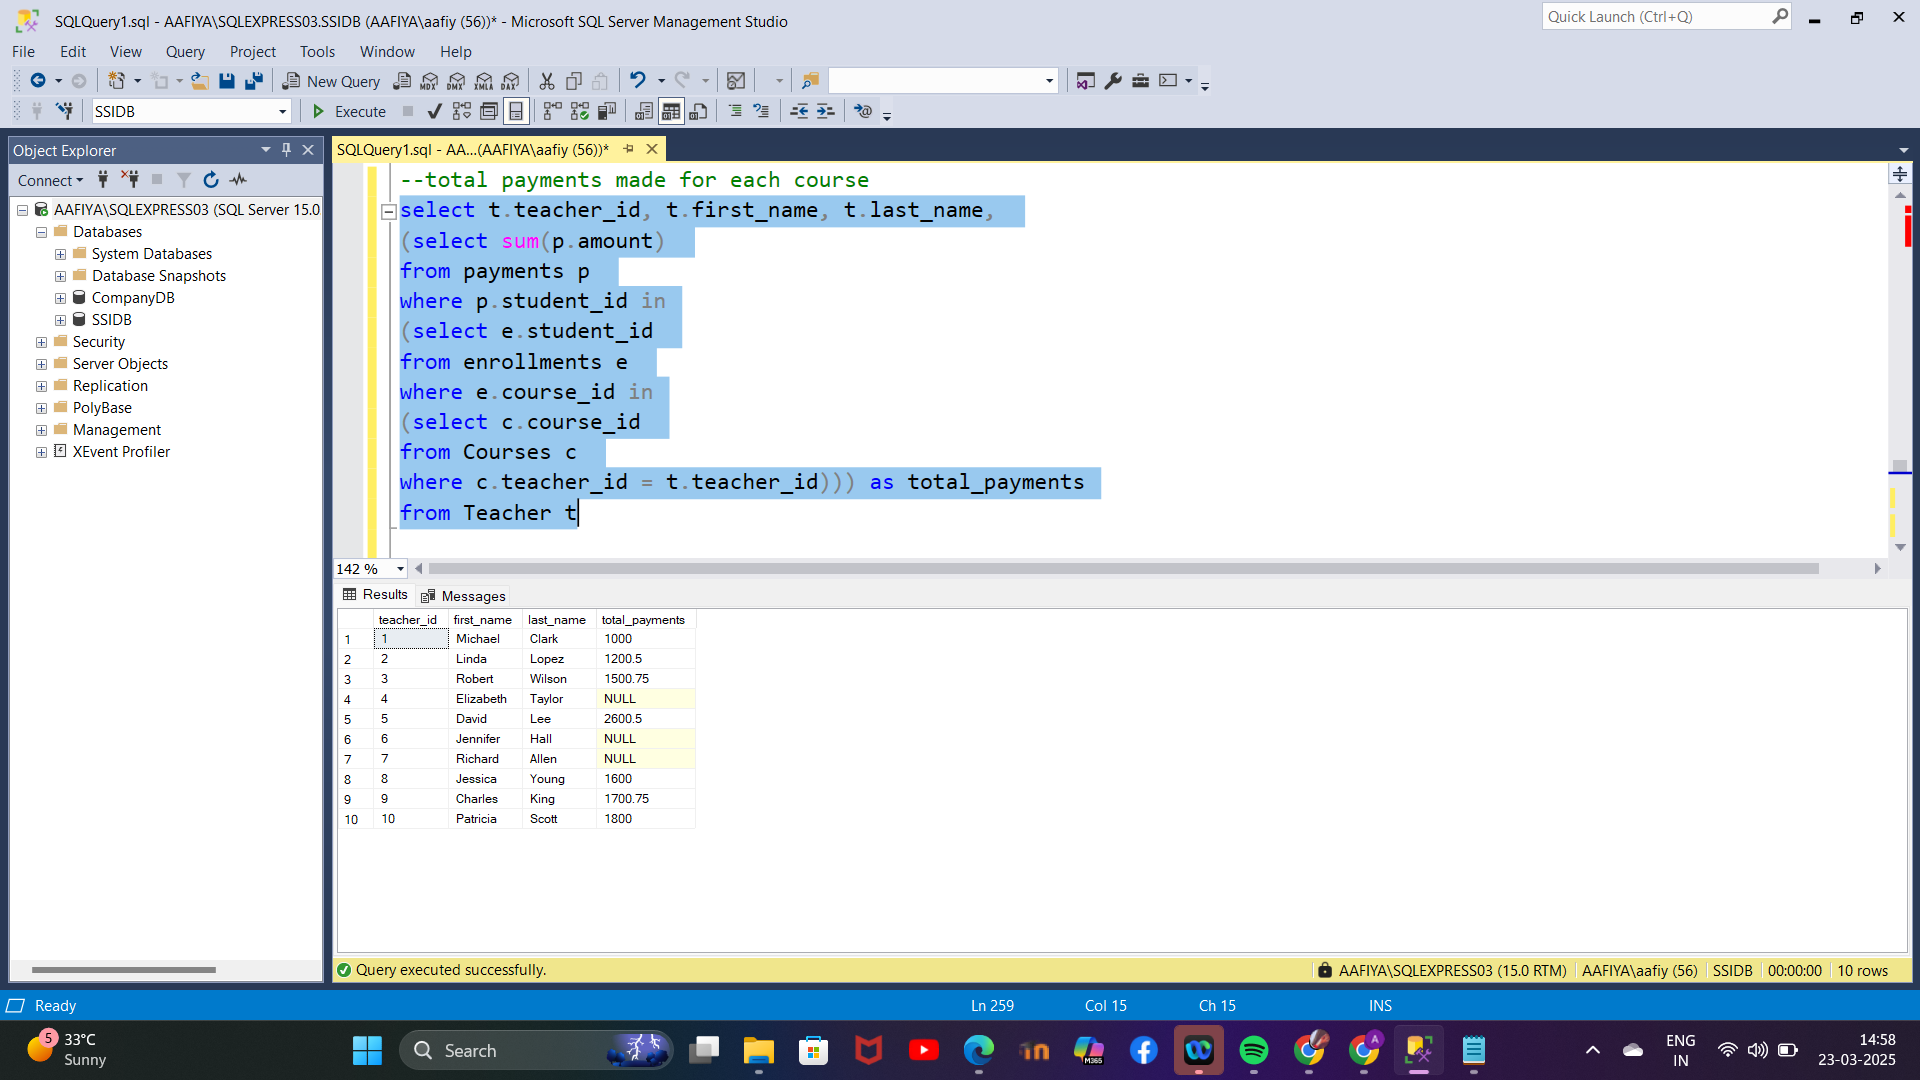 SQLQuery1.sql - AAFIYA\SQLEXPRESS03.SSIDB (AAFIYA\aafiy (56))* - Microsoft SQL Server Management Studio
Quick Launch (Ctrl+Q)
File Edit View Query Project Tools Window Help
New Query
MDX DMX XMLA DAX
SSIDB
Execute
Object Explorer
SQLQuery1.sql - AA...(AAFIYA\aafiy (56))*
Connect
AAFIYA\SQLEXPRESS03 (SQL Server 15.0
Databases
System Databases
Database Snapshots
CompanyDB
SSIDB
Security
Server Objects
Replication
PolyBase
Management
XEvent Profiler
--total payments made for each course
select t.teacher_id, t.first_name, t.last_name,
(select sum(p.amount)
from payments p
where p.student_id in
(select e.student_id
from enrollments e
where e.course_id in
(select c.course_id
from Courses c
where c.teacher_id = t.teacher_id))) as total_payments
from Teacher t
142 %
Results Messages
teacher_id first_name last_name total_payments
1 1 Michael Clark 1000
2 2 Linda Lopez 1200.5
3 3 Robert Wilson 1500.75
4 4 Elizabeth Taylor NULL
5 5 David Lee 2600.5
6 6 Jennifer Hall NULL
7 7 Richard Allen NULL
8 8 Jessica Young 1600
9 9 Charles King 1700.75
10 10 Patricia Scott 1800
Query executed successfully.
AAFIYA\SQLEXPRESS03 (15.0 RTM) AAFIYA\aafiy (56) SSIDB 00:00:00 10 rows
Ready
Ln 259 Col 15 Ch 15 INS
5
33°C
Sunny
Search
M365
ENG
IN
14:58
23-03-2025